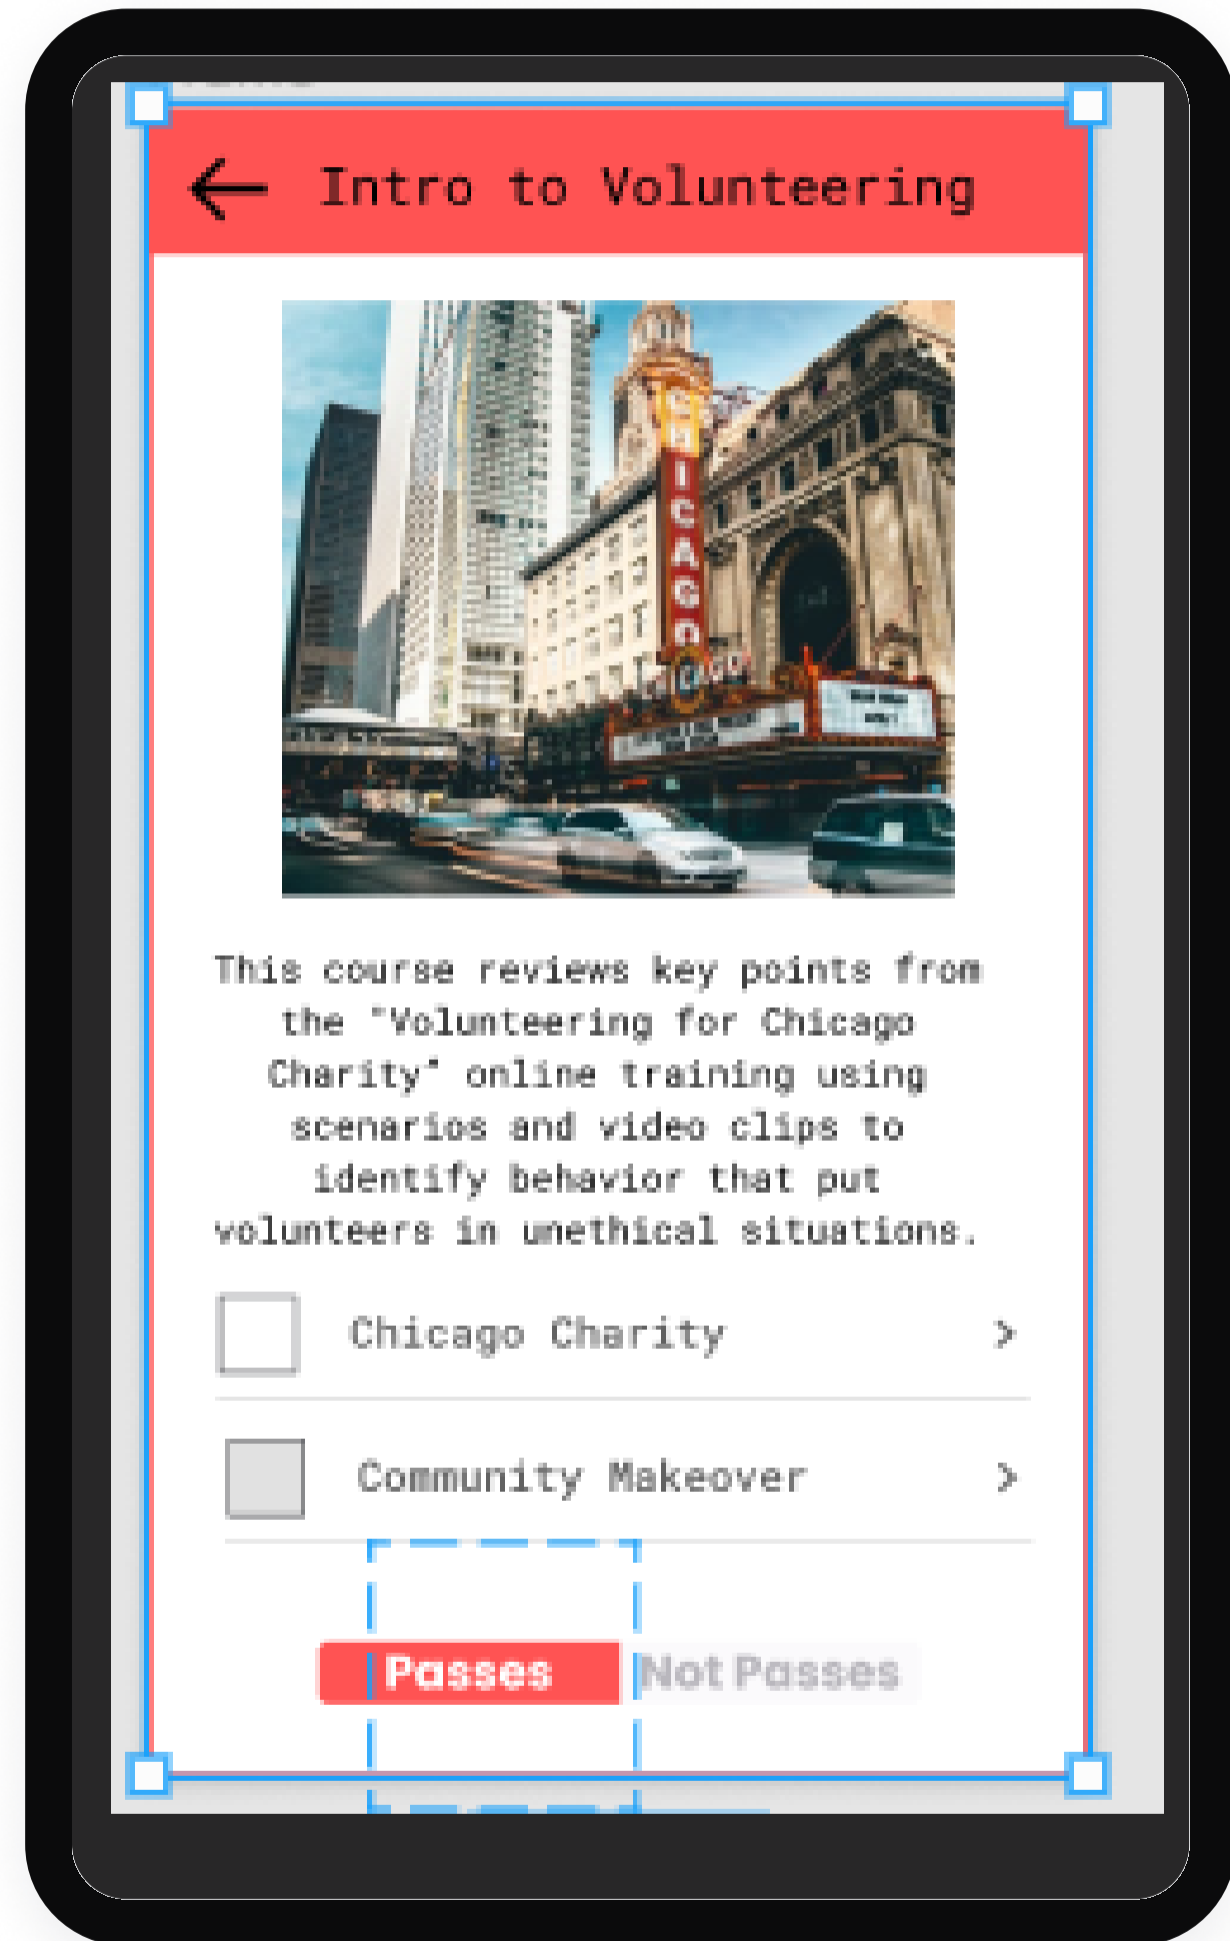 Intro to Volunteering
CHICAGO
This course reviews key points from
the "Volunteering for Chicago
Charity" online training using
scenarios and video clips to
identify behavior that put
volunteers in unethical situations.
Chicago Charity
Community Makeover
Passes Not Passes